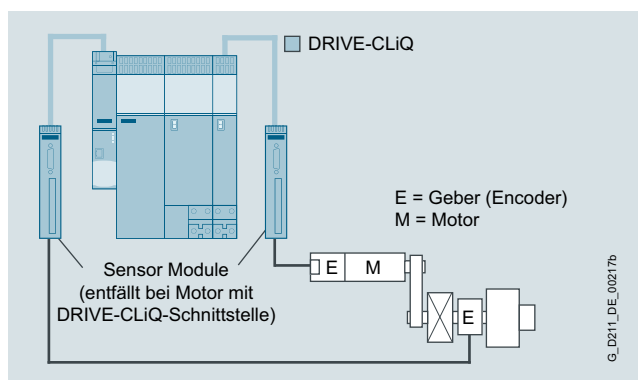 DRIVE-CLiQ
E = Geber (Encoder)
M = Motor
Sensor Module
(entfällt bei Motor mit
DRIVE-CLiQ-Schnittstelle)
E M
E
G_D211_DE_00217b